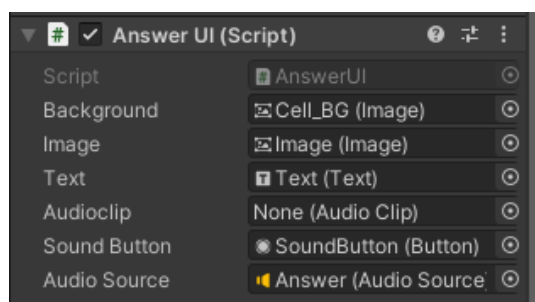 Answer UI (Script)
Script AnswerUI
Background Cell_BG (Image)
Image Image (Image)
Text Text (Text)
Audioclip None (Audio Clip)
Sound Button SoundButton (Button)
Audio Source Answer (Audio Source)